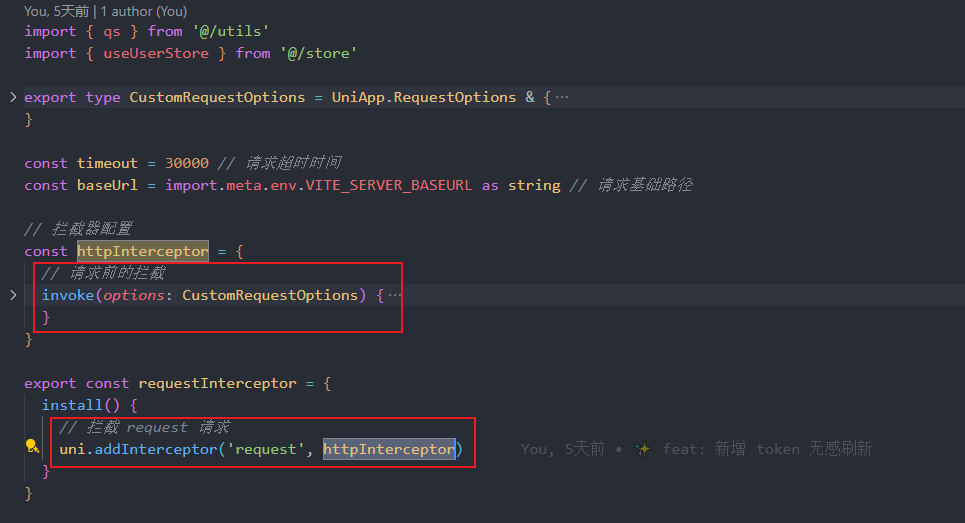 You, 5天前 | 1 author (You)
import { qs } from '@/utils'
import { useUserStore } from '@/store'
export type CustomRequestOptions = UniApp.RequestOptions & {…
}
const timeout = 30000 // 请求超时时间
const baseUrl = import.meta.env.VITE_SERVER_BASEURL as string // 请求基础路径
// 拦截器配置
const httpInterceptor = {
// 请求前的拦截
invoke(options: CustomRequestOptions) {…
}
}
export const requestInterceptor = {
install() {
// 拦截 request 请求
uni.addInterceptor('request', httpInterceptor) You, 5天前 • ✨ feat: 新增 token 无感刷新
}
}